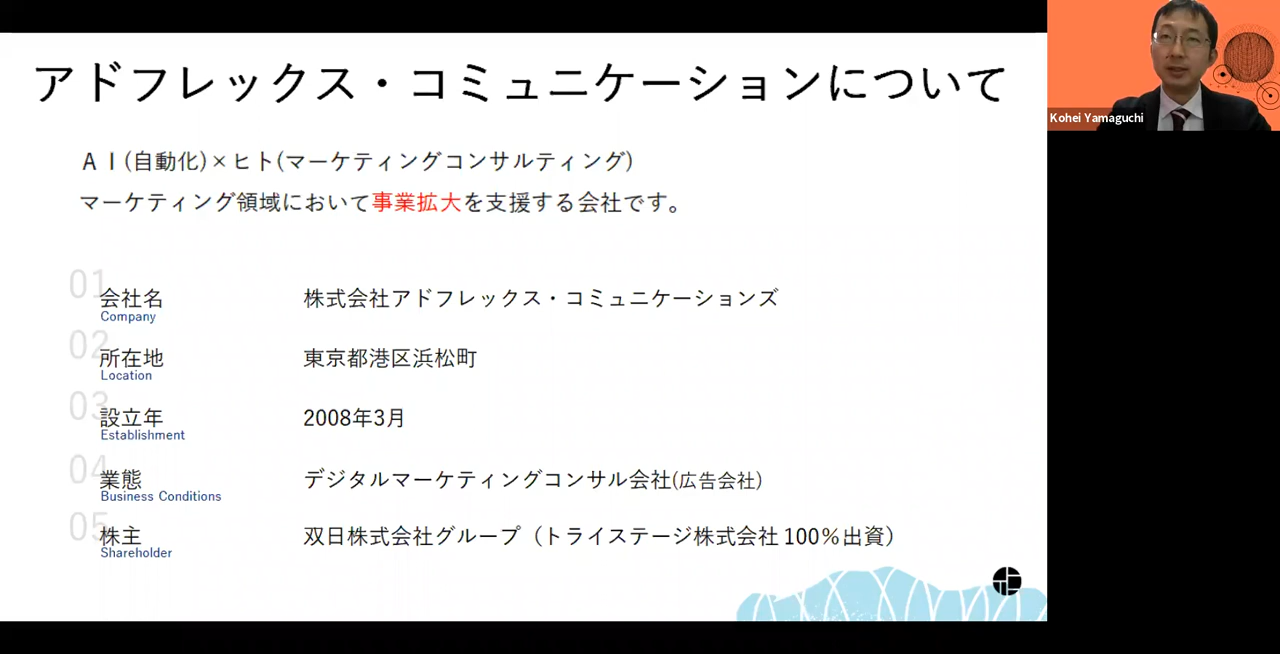 アドフレックス・コミュニケーションについて
Kohei Yamaguchi
ＡＩ(自動化)×ヒト(マーケティングコンサルティング)
マーケティング領域において事業拡大を支援する会社です。
01
会社名 株式会社アドフレックス・コミュニケーションズ
Company
02
所在地 東京都港区浜松町
Location
03
設立年 2008年3月
Establishment
04
業態 デジタルマーケティングコンサル会社(広告会社)
Business Conditions
05
株主 双日株式会社グループ（トライステージ株式会社100％出資）
Shareholder